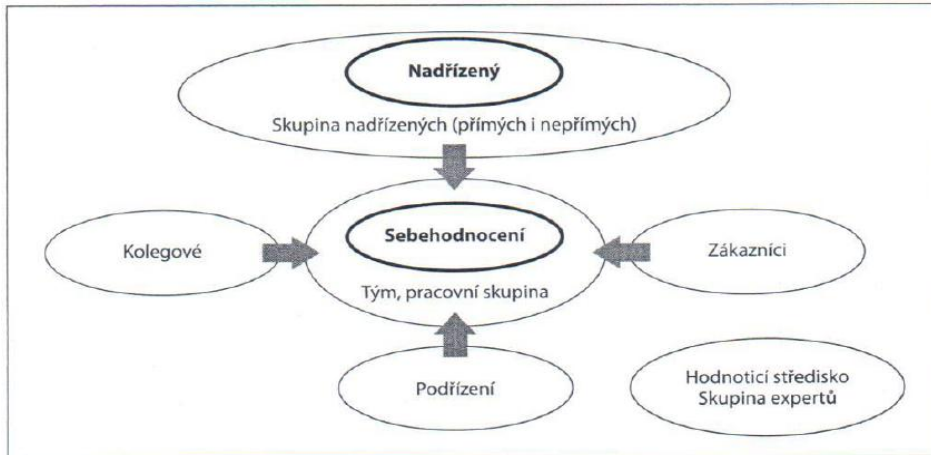 Nadřízený
Skupina nadřízených (přímých i nepřímých)
Kolegové
Sebehodnocení
Zákazníci
Tým, pracovní skupina
Podřízení
Hodnoticí středisko
Skupina expertů